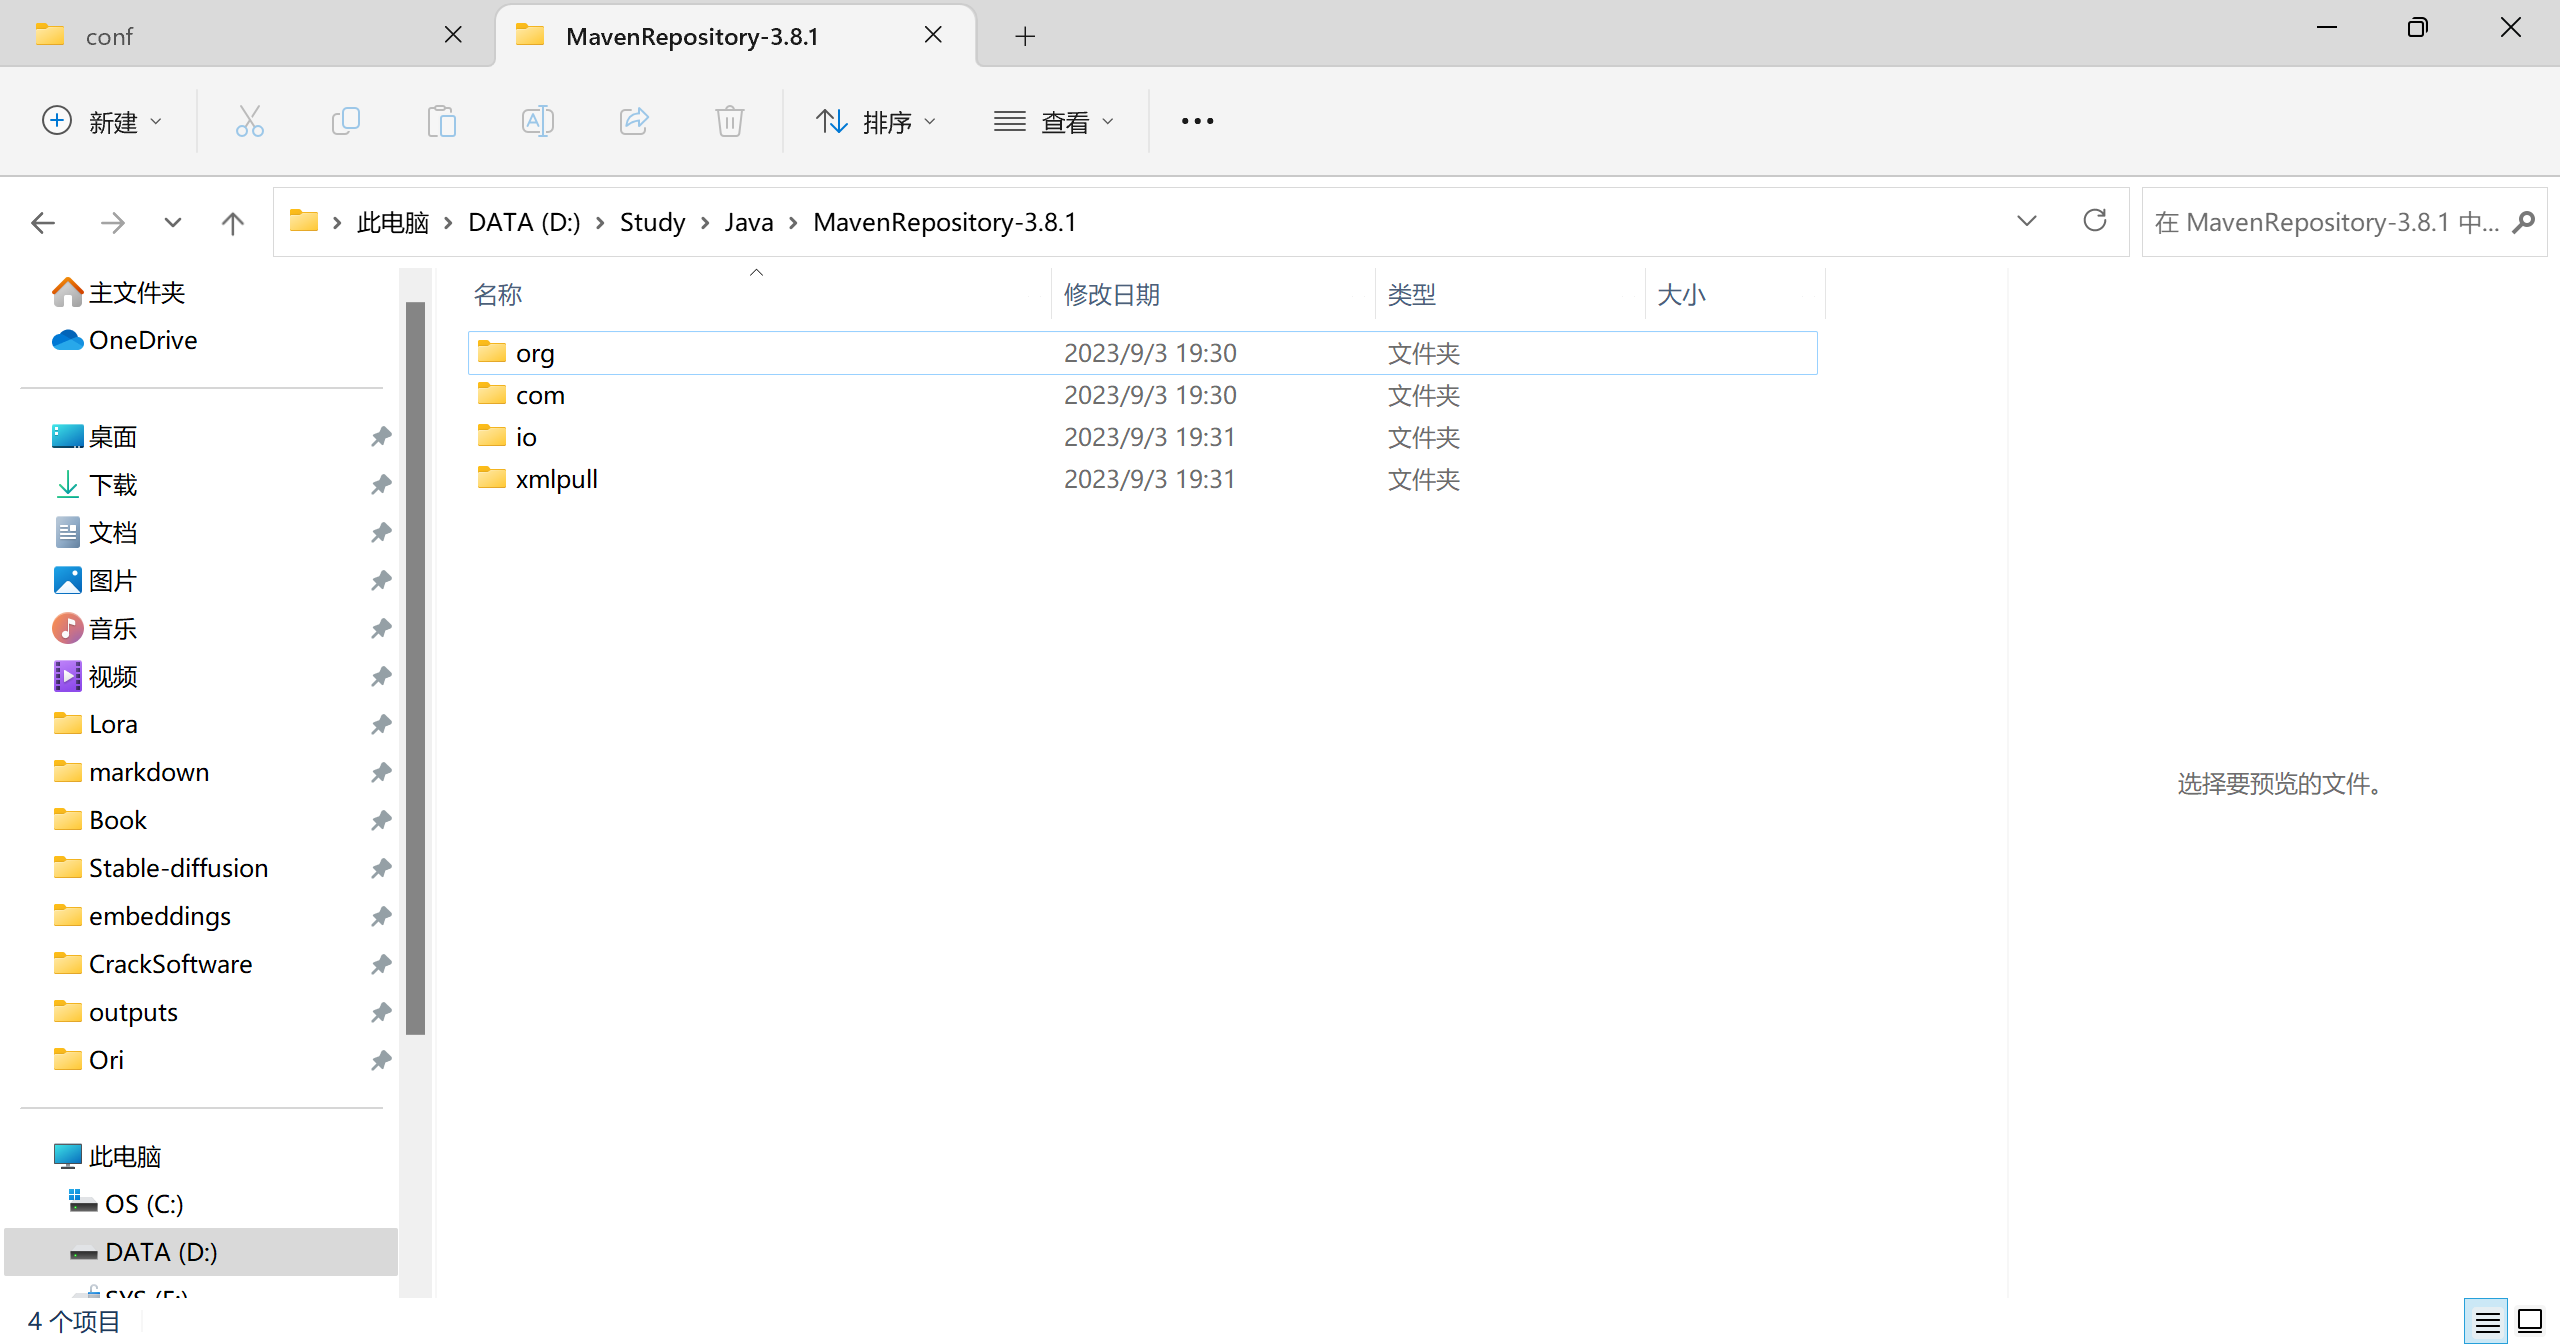 conf
MavenRepository-3.8.1
新建
排序
查看
此电脑 DATA (D:) Study Java MavenRepository-3.8.1
在 MavenRepository-3.8.1 中...
主文件夹
OneDrive
桌面
下载
文档
图片
音乐
视频
Lora
markdown
Book
Stable-diffusion
embeddings
CrackSoftware
outputs
Ori
此电脑
OS (C:)
DATA (D:)
名称 修改日期 类型 大小
org 2023/9/3 19:30 文件夹
com 2023/9/3 19:30 文件夹
io 2023/9/3 19:31 文件夹
xmlpull 2023/9/3 19:31 文件夹
选择要预览的文件。
4 个项目